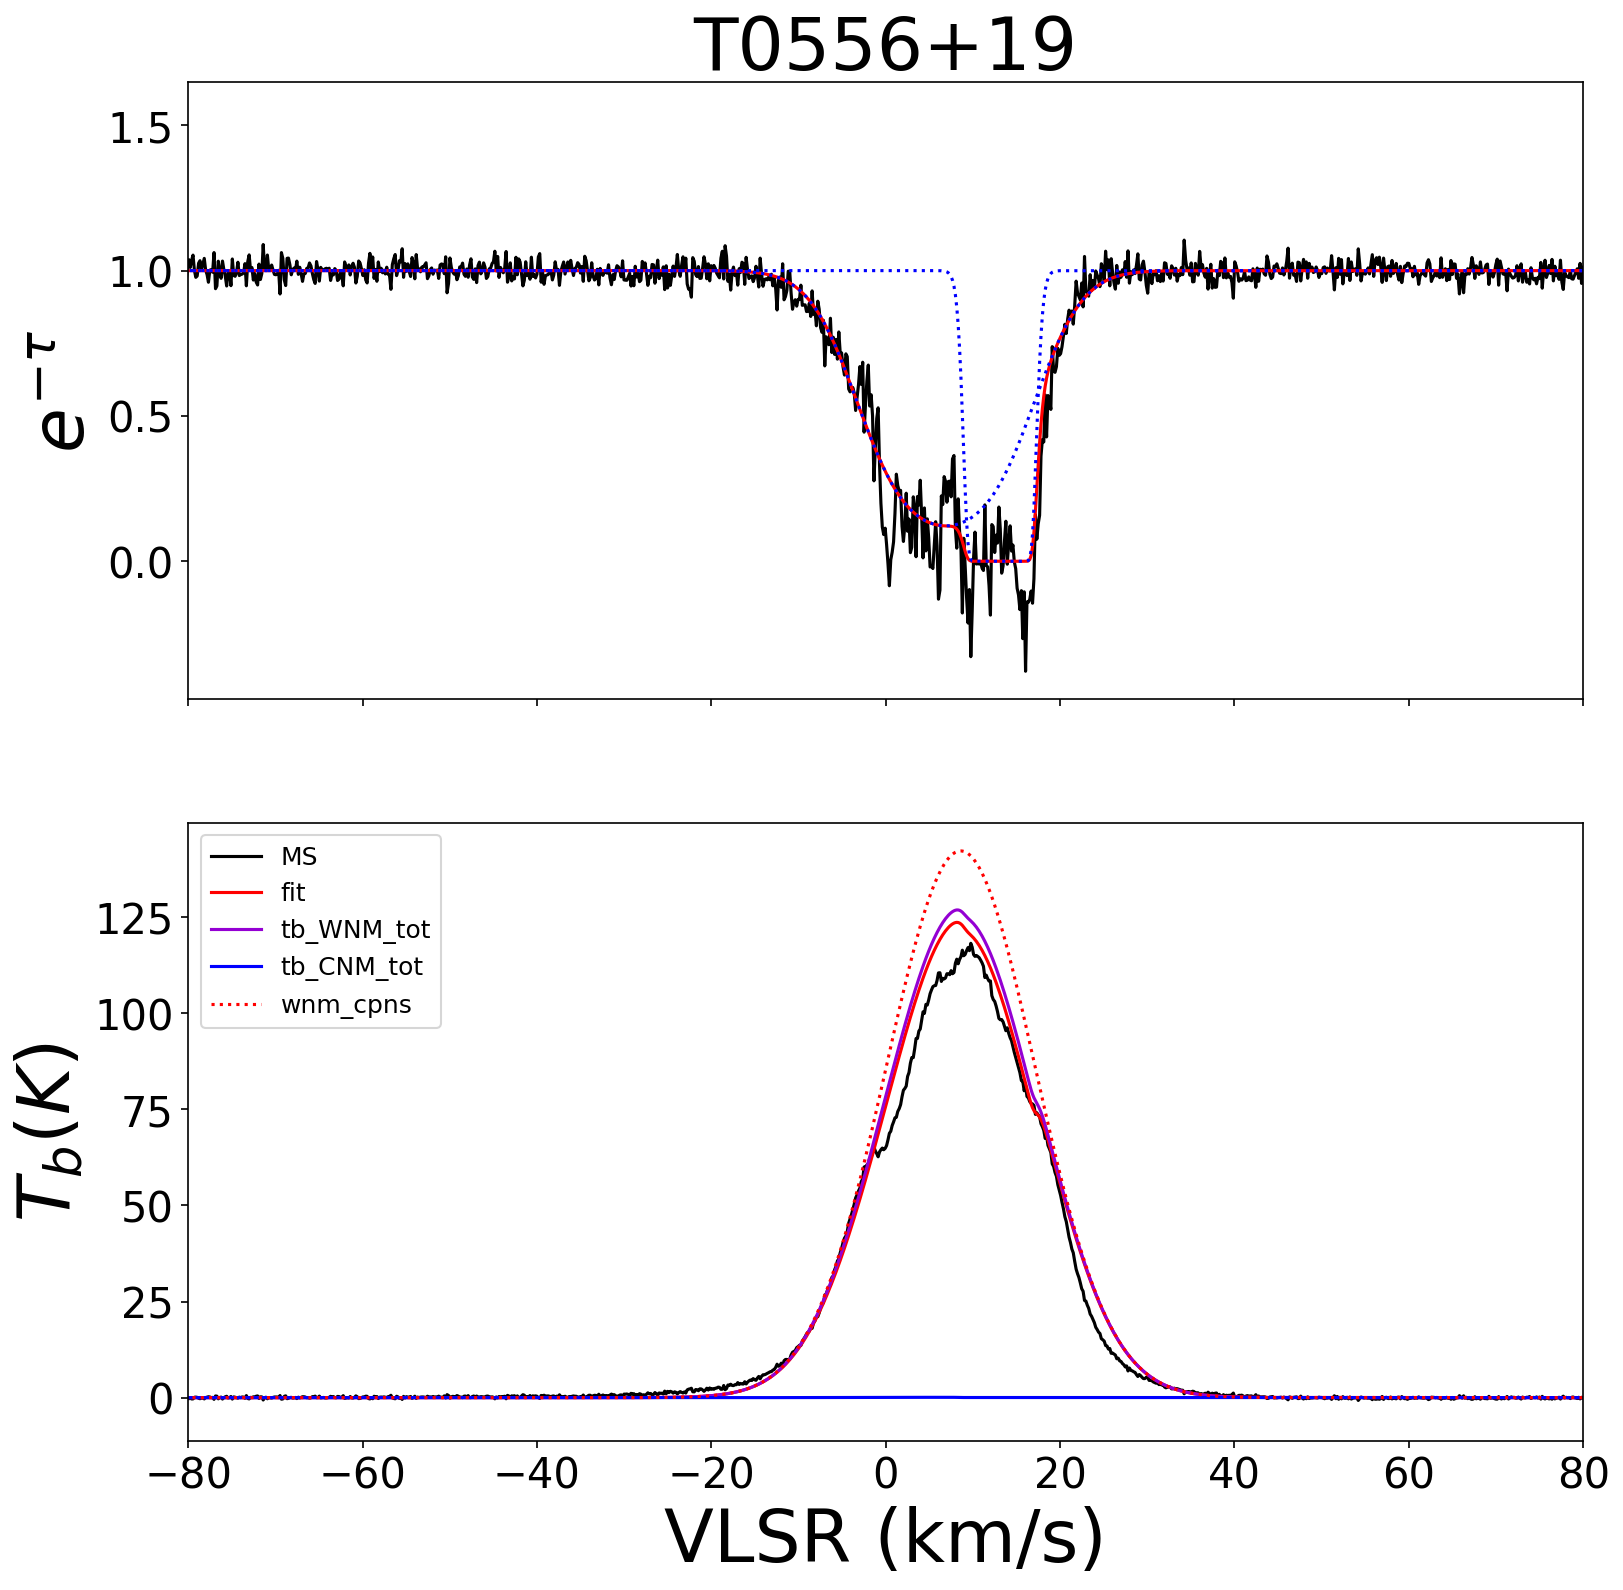 T0556+19
1.5
1.0
0.5
0.0
e^{-τ}
MS
fit
tb_WNM_tot
tb_CNM_tot
wnm_cpns
125
100
75
50
25
0
T_b(K)
−80 −60 −40 −20 0 20 40 60 80
VLSR (km/s)